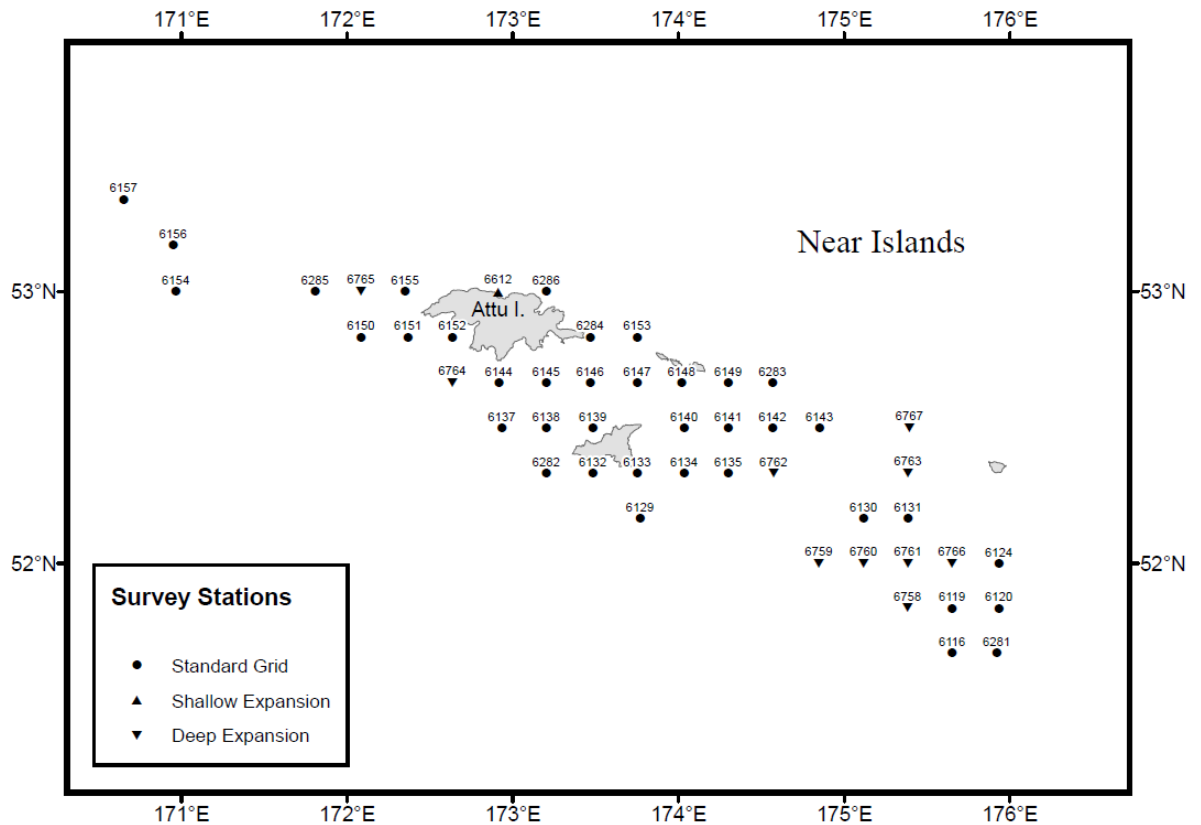 171°E 172°E 173°E 174°E 175°E 176°E
6157
6156
Near Islands
6154 6285 6765 6155 6612 6286
53°N 53°N
Attu I.
6150 6151 6152 6284 6153
6764 6144 6145 6146 6147 6148 6149 6283
6137 6138 6139 6140 6141 6142 6143 6767
6282 6132 6133 6134 6135 6762 6763
6129 6130 6131
6759 6760 6761 6766 6124
52°N 52°N
6758 6119 6120
6116 6281
Survey Stations
Standard Grid
Shallow Expansion
Deep Expansion
171°E 172°E 173°E 174°E 175°E 176°E